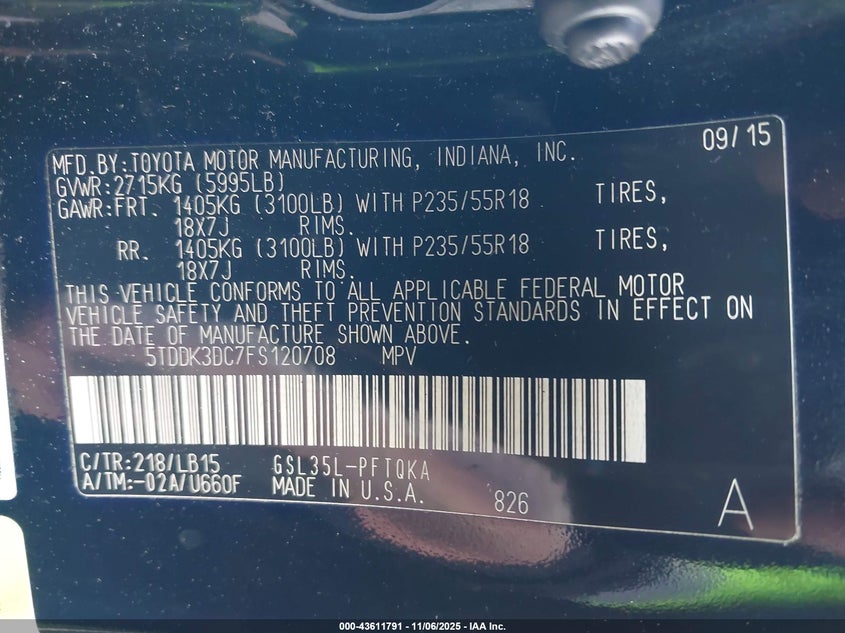 09/15
MFD.BY:TOYOTA MOTOR MANUFACTURING, INDIANA, INC.
GVWR:2715KG (5995LB)
GAWR:FRT. 1405KG (3100LB) WITH P235/55R18 TIRES,
18X7J RIMS.
RR. 1405KG (3100LB) WITH P235/55R18 TIRES,
18X7J RIMS.
THIS VEHICLE CONFORMS TO ALL APPLICABLE FEDERAL MOTOR
VEHICLE SAFETY AND THEFT PREVENTION STANDARDS IN EFFECT ON
THE DATE OF MANUFACTURE SHOWN ABOVE.
5TDDK3DC7FS120708 MPV
C/TR:218/LB15 GSL35L-PFTQKA
A/TM:-02A/U660F MADE IN U.S.A. 826 A
000-43611791 - 11/06/2025 - IAA Inc.